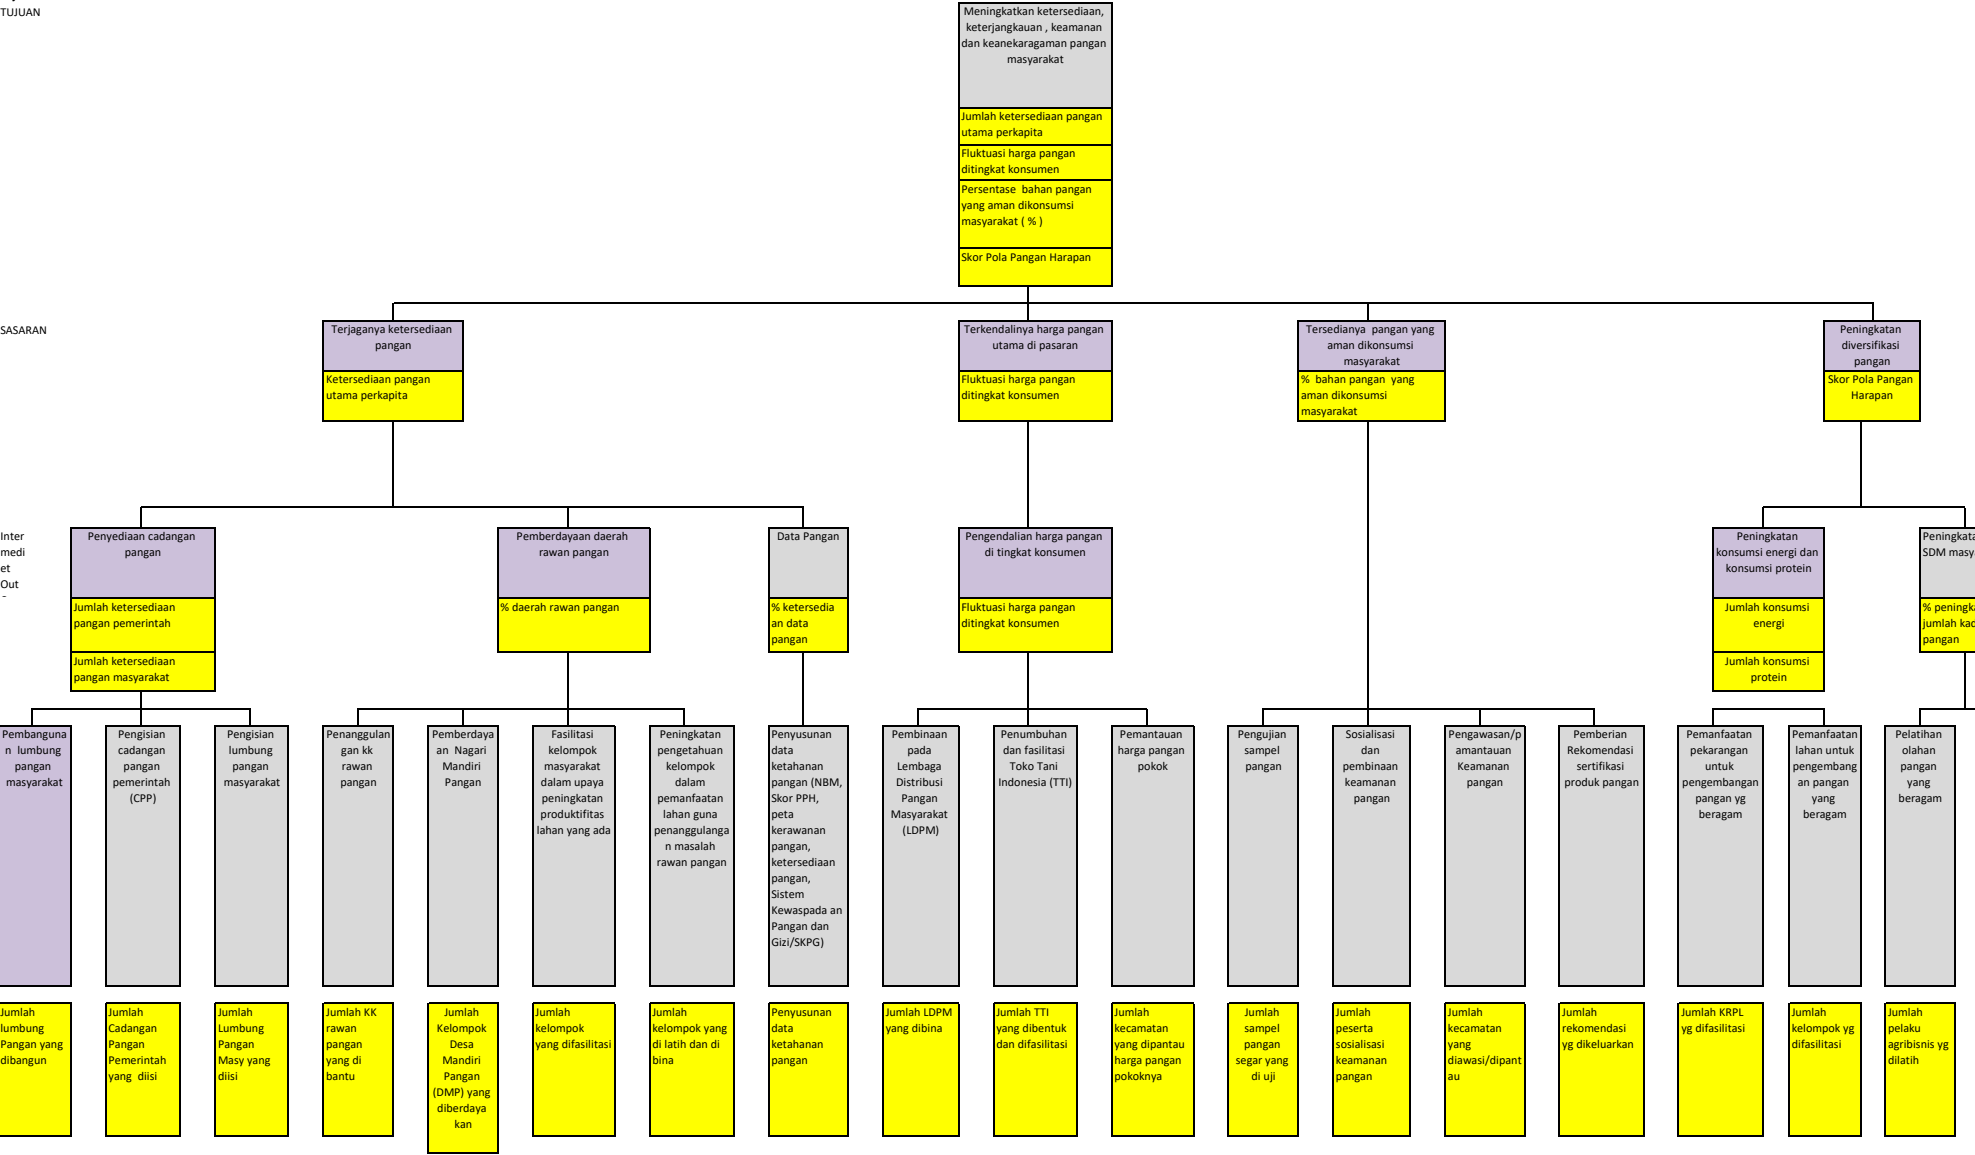 TUJUAN
Meningkatkan ketersediaan,
keterjangkauan , keamanan
dan keanekaragaman pangan
masyarakat
Jumlah ketersediaan pangan
utama perkapita
Fluktuasi harga pangan
ditingkat konsumen
Persentase bahan pangan
yang aman dikonsumsi
masyarakat ( % )
Skor Pola Pangan Harapan
SASARAN
Terjaganya ketersediaan
pangan
Ketersediaan pangan
utama perkapita
Terkendalinya harga pangan
utama di pasaran
Fluktuasi harga pangan
ditingkat konsumen
Tersedianya pangan yang
aman dikonsumsi
masyarakat
% bahan pangan yang
aman dikonsumsi
masyarakat
Peningkatan
diversifikasi
pangan
Skor Pola Pangan
Harapan
Inter
medi
et
Out
Penyediaan cadangan
pangan
Jumlah ketersediaan
pangan pemerintah
Jumlah ketersediaan
pangan masyarakat
Pemberdayaan daerah
rawan pangan
% daerah rawan pangan
Data Pangan
% ketersedia
an data
pangan
Pengendalian harga pangan
di tingkat konsumen
Fluktuasi harga pangan
ditingkat konsumen
Peningkatan
konsumsi energi dan
konsumsi protein
Jumlah konsumsi
energi
Jumlah konsumsi
protein
Peningkata
SDM masy
% peningka
jumlah kad
pangan
Pembanguna
n lumbung
pangan
masyarakat
Pengisian
cadangan
pangan
pemerintah
(CPP)
Pengisian
lumbung
pangan
masyarakat
Penanggulan
gan kk
rawan
pangan
Pemberdaya
an Nagari
Mandiri
Pangan
Fasilitasi
kelompok
masyarakat
dalam upaya
peningkatan
produktifitas
lahan yang ada
Peningkatan
pengetahuan
kelompok
dalam
pemanfaatan
lahan guna
penanggulanga
n masalah
rawan pangan
Penyusunan
data
ketahanan
pangan (NBM,
Skor PPH,
peta
kerawanan
pangan,
ketersediaan
pangan,
Sistem
Kewaspada an
Pangan dan
Gizi/SKPG)
Pembinaan
pada
Lembaga
Distribusi
Pangan
Masyarakat
(LDPM)
Penumbuhan
dan fasilitasi
Toko Tani
Indonesia (TTI)
Pemantauan
harga pangan
pokok
Pengujian
sampel
pangan
Sosialisasi
dan
pembinaan
keamanan
pangan
Pengawasan/p
amantauan
Keamanan
pangan
Pemberian
Rekomendasi
sertifikasi
produk pangan
Pemanfaatan
pekarangan
untuk
pengembangan
pangan yg
beragam
Pemanfaatan
lahan untuk
pengembang
an pangan
yang
beragam
Pelatihan
olahan
pangan
yang
beragam
Jumlah
lumbung
Pangan yang
dibangun
Jumlah
Cadangan
Pangan
Pemerintah
yang diisi
Jumlah
Lumbung
Pangan
Masy yang
diisi
Jumlah KK
rawan
pangan
yang di
bantu
Jumlah
Kelompok
Desa
Mandiri
Pangan
(DMP) yang
diberdaya
kan
Jumlah
kelompok
yang difasilitasi
Jumlah
kelompok yang
di latih dan di
bina
Penyusunan
data
ketahanan
pangan
Jumlah LDPM
yang dibina
Jumlah TTI
yang dibentuk
dan difasilitasi
Jumlah
kecamatan
yang dipantau
harga pangan
pokoknya
Jumlah
sampel
pangan
segar yang
di uji
Jumlah
peserta
sosialisasi
keamanan
pangan
Jumlah
kecamatan
yang
diawasi/dipant
au
Jumlah
rekomendasi
yg dikeluarkan
Jumlah KRPL
yg difasilitasi
Jumlah
kelompok yg
difasilitasi
Jumlah
pelaku
agribisnis yg
dilatih